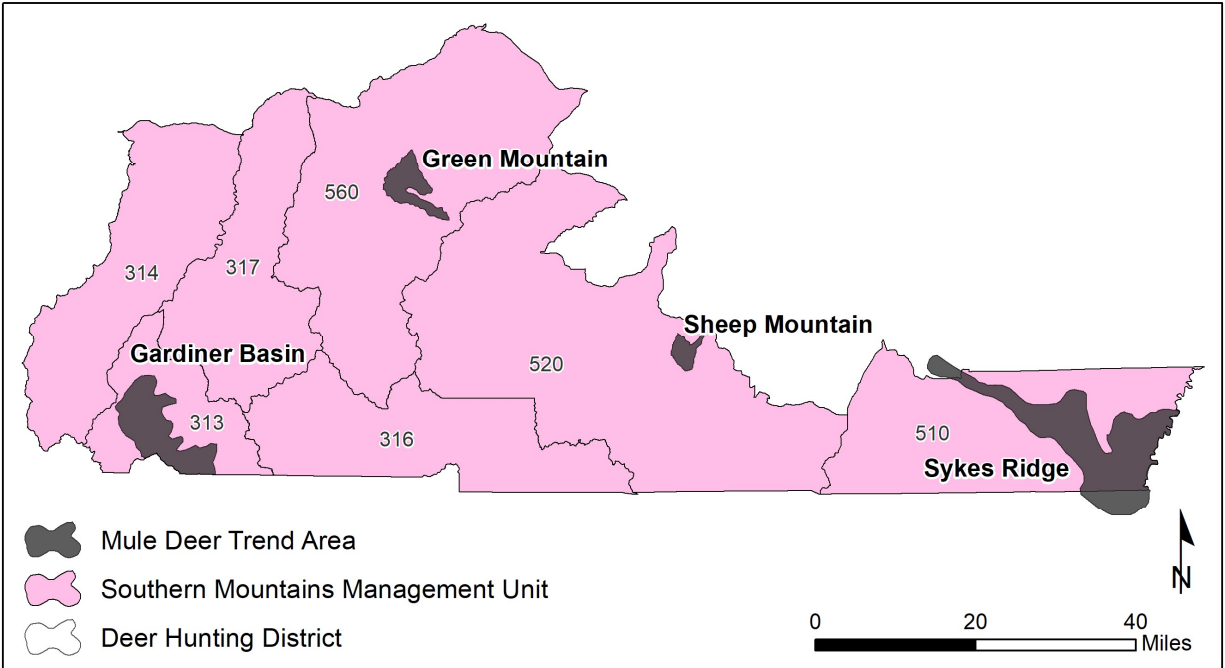 Green Mountain
560
317
314
Sheep Mountain
Gardiner Basin
520
313
316
510
Sykes Ridge
Mule Deer Trend Area
Southern Mountains Management Unit
Deer Hunting District
N
0 20 40
Miles